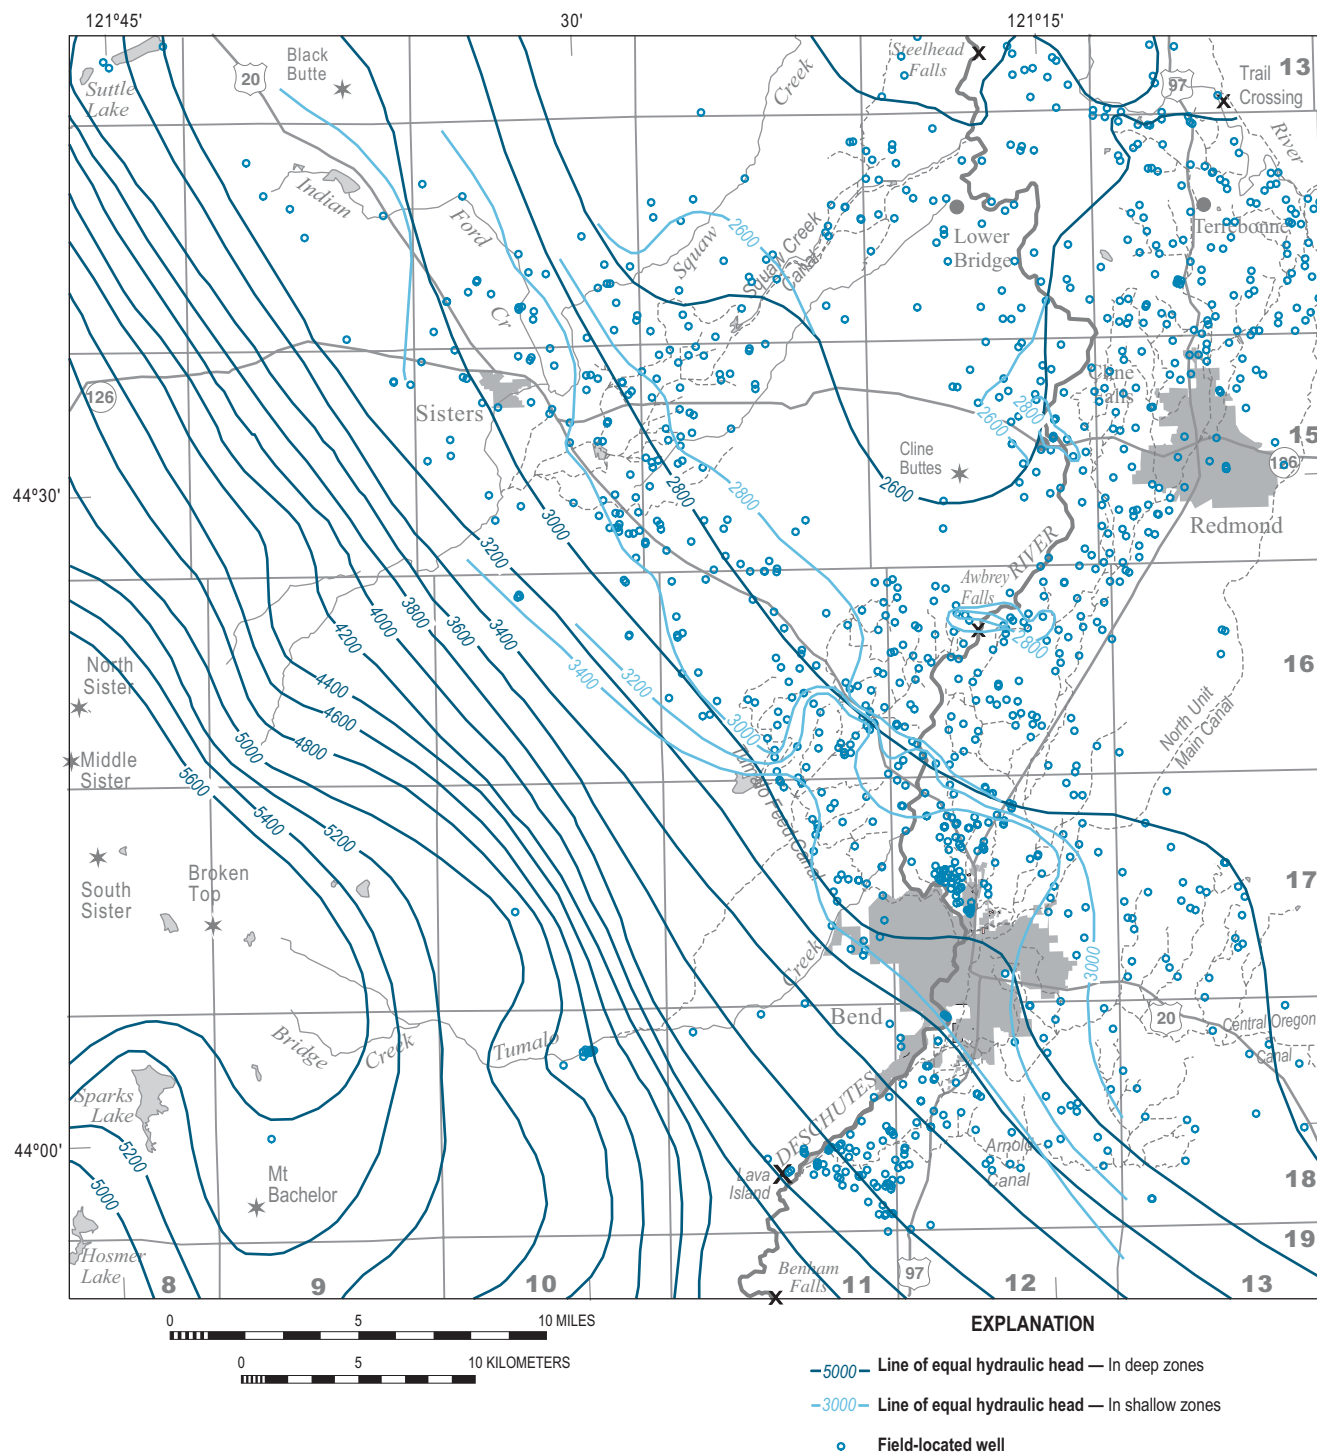 121°45'
30'
121°15'
Black
Butte
20
Suttle
Lake
Steelhead
Falls
Creek
97
Trail
Crossing
13
River
Indian
Ford
Cr
Squaw
2600
Squaw Creek
Canal
Lower
Bridge
Terrebonne
126
Sisters
Cline
Falls
2800
2600
15
126
Cline
Buttes
2600
Redmond
44°30'
2800
2800
3000
3200
3400
3600
3800
4000
4200
RIVER
Awbrey
Falls
2800
16
North
Sister
4400
4600
4800
5000
3400
3200
3000
North Unit
Main Canal
Middle
Sister
5600
5400
5200
Tumalo Feed Canal
South
Sister
Broken
Top
17
Creek
3000
Bend
20
Central Oregon
Canal
Bridge
Creek
Tumalo
Sparks
Lake
DESCHUTES
44°00'
5200
5000
Mt
Bachelor
Lava
Island
Arnold
Canal
18
Hosmer
Lake
19
Benham
Falls
97
8
9
10
11
12
13
0 5 10 MILES
0 5 10 KILOMETERS
EXPLANATION
5000 Line of equal hydraulic head — In deep zones
3000 Line of equal hydraulic head — In shallow zones
Field-located well